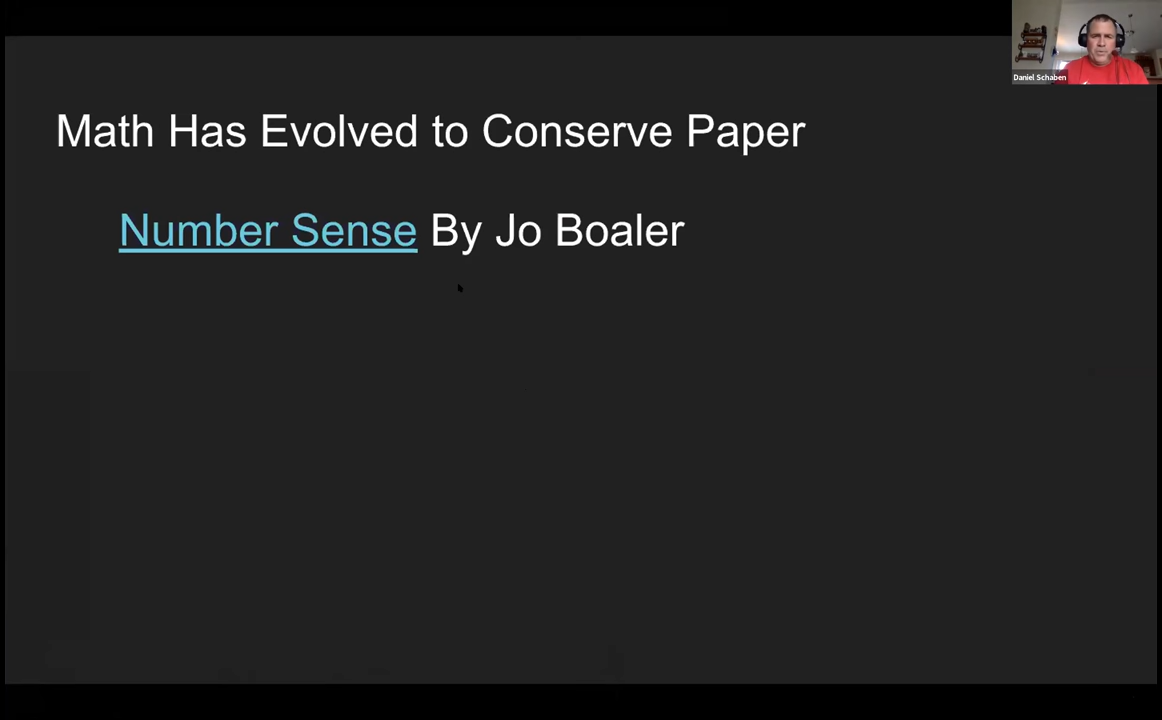 Daniel Schaben
Math Has Evolved to Conserve Paper
Number Sense By Jo Boaler